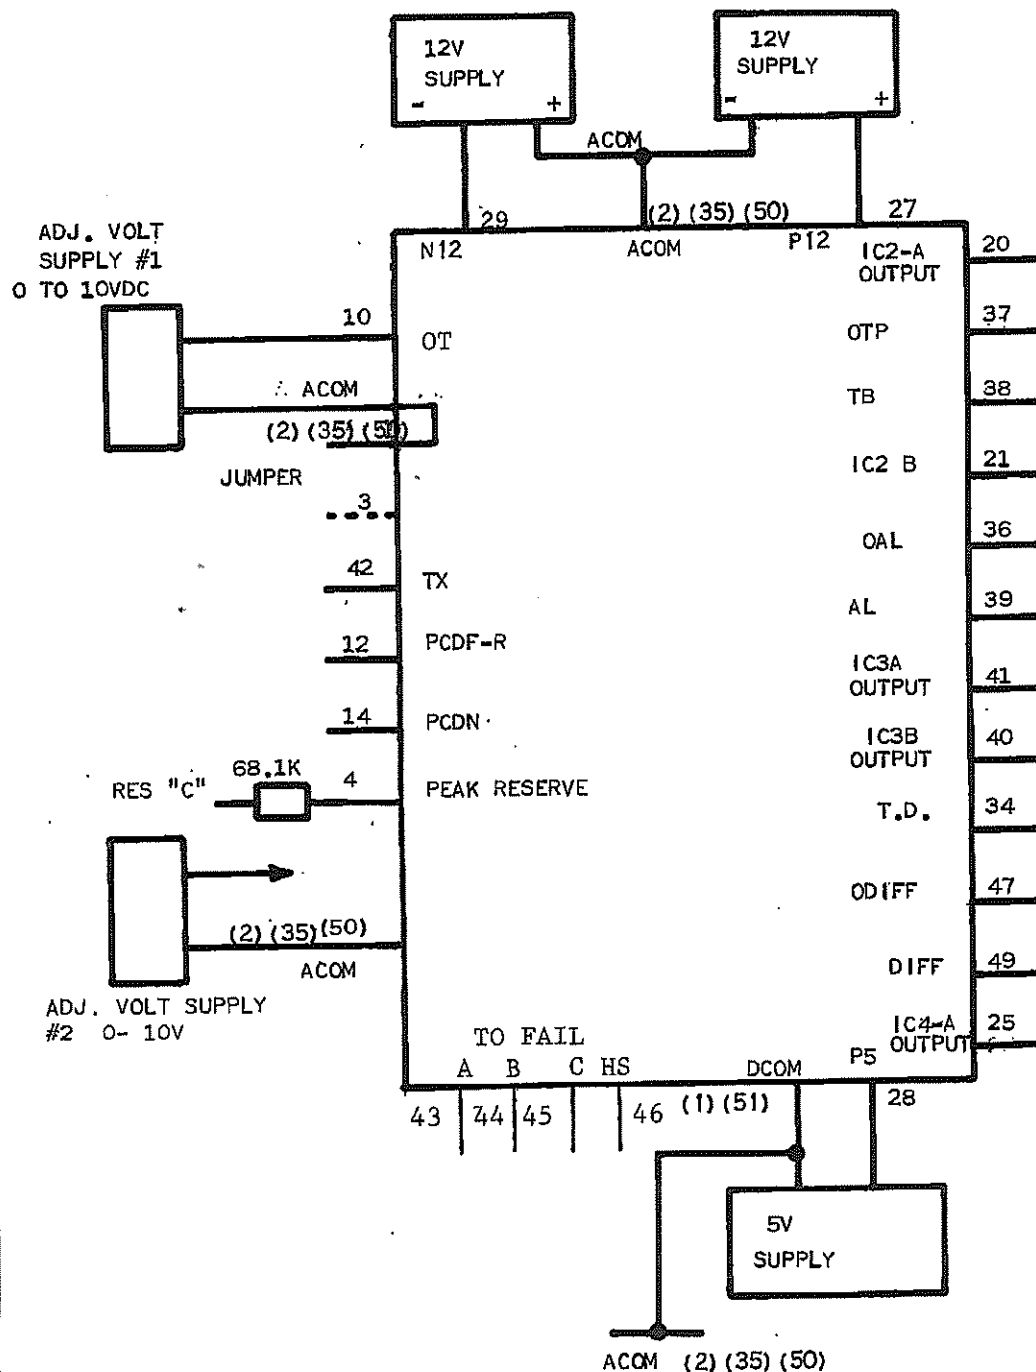 12V
SUPPLY
- +
12V
SUPPLY
- +
ACOM
29
(2) (35) (50)
27
N12
ACOM
P12
ADJ. VOLT
SUPPLY #1
0 TO 10VDC
10
OT
ACOM
(2) (35) (50)
JUMPER
3
42
TX
12
PCDF-R
14
PCDN
RES "C"
68.1K
4
PEAK RESERVE
(2) (35) (50)
ACOM
ADJ. VOLT SUPPLY
#2 0- 10V
IC2-A
OUTPUT
20
OTP
37
TB
38
IC2 B
21
OAL
36
AL
39
IC3A
OUTPUT
41
IC3B
OUTPUT
40
T.D.
34
ODIFF
47
DIFF
49
IC4-A
OUTPUT
25
TO FAIL
A B C HS
DCOM
P5
43 44 45 46
(1) (51)
28
5V
SUPPLY
ACOM (2) (35) (50)